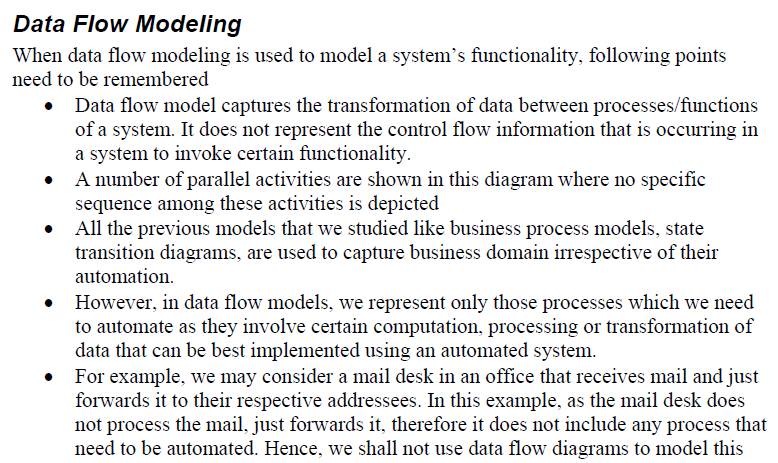 Data Flow Modeling
When data flow modeling is used to model a system's functionality, following points
need to be remembered
• Data flow model captures the transformation of data between processes/functions
of a system. It does not represent the control flow information that is occurring in
a system to invoke certain functionality.
• A number of parallel activities are shown in this diagram where no specific
sequence among these activities is depicted
• All the previous models that we studied like business process models, state
transition diagrams, are used to capture business domain irrespective of their
automation.
• However, in data flow models, we represent only those processes which we need
to automate as they involve certain computation, processing or transformation of
data that can be best implemented using an automated system.
• For example, we may consider a mail desk in an office that receives mail and just
forwards it to their respective addressees. In this example, as the mail desk does
not process the mail, just forwards it, therefore it does not include any process that
need to be automated. Hence, we shall not use data flow diagrams to model this